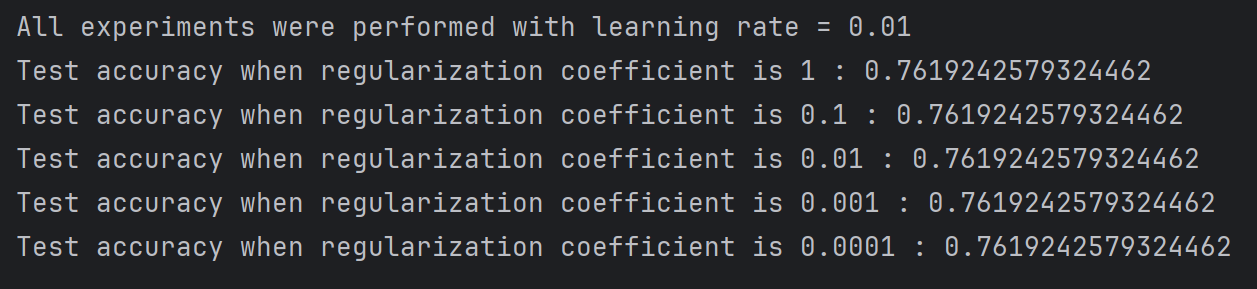 All experiments were performed with learning rate = 0.01
Test accuracy when regularization coefficient is 1 : 0.7619242579324462
Test accuracy when regularization coefficient is 0.1 : 0.7619242579324462
Test accuracy when regularization coefficient is 0.01 : 0.7619242579324462
Test accuracy when regularization coefficient is 0.001 : 0.7619242579324462
Test accuracy when regularization coefficient is 0.0001 : 0.7619242579324462